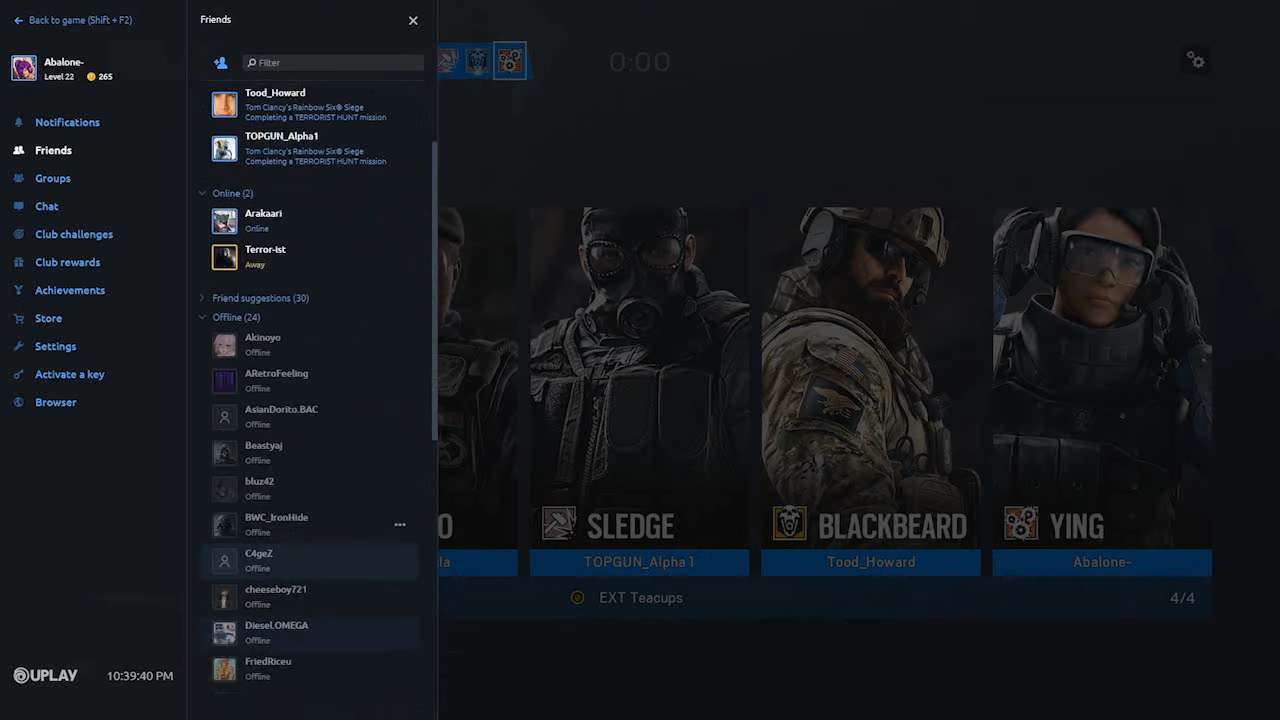 Back to game (Shift + F2)
Abalone-
Level 22
265
Notifications
Friends
Groups
Chat
Club challenges
Club rewards
Achievements
Store
Settings
Activate a key
Browser
UPLAY
10:39:40 PM
Friends
Filter
Tood_Howard
Tom Clancy's Rainbow Six® Siege
Completing a TERRORIST HUNT mission
TOPGUN_Alpha1
Tom Clancy's Rainbow Six® Siege
Completing a TERRORIST HUNT mission
Online (2)
Arakaari
Online
Terror-ist
Away
Friend suggestions (30)
Offline (24)
Akinoyo
Offline
ARetroFeeling
Offline
AsianDorito.BAC
Offline
Beastyaj
Offline
bluz42
Offline
BWC_IronHide
Offline
C4geZ
Offline
cheeseboy721
Offline
DieseLOMEGA
Offline
FriedRiceu
Offline
0:00
O
SLEDGE
BLACKBEARD
YING
la
TOPGUN_Alpha1
Tood_Howard
Abalone-
EXT Teacups
4/4